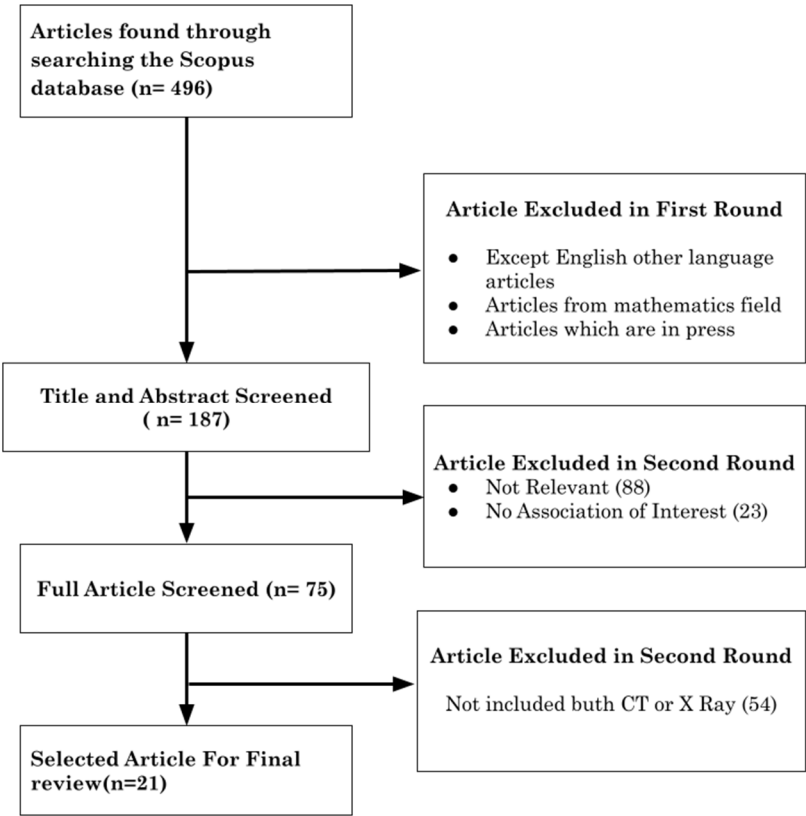 Articles found through
searching the Scopus
database (n= 496)
Article Excluded in First Round
● Except English other language
articles
● Articles from mathematics field
● Articles which are in press
Title and Abstract Screened
( n= 187)
Article Excluded in Second Round
● Not Relevant (88)
● No Association of Interest (23)
Full Article Screened (n= 75)
Article Excluded in Second Round
Not included buth CT or X Ray (54)
Selected Article For Final
review(n=21)